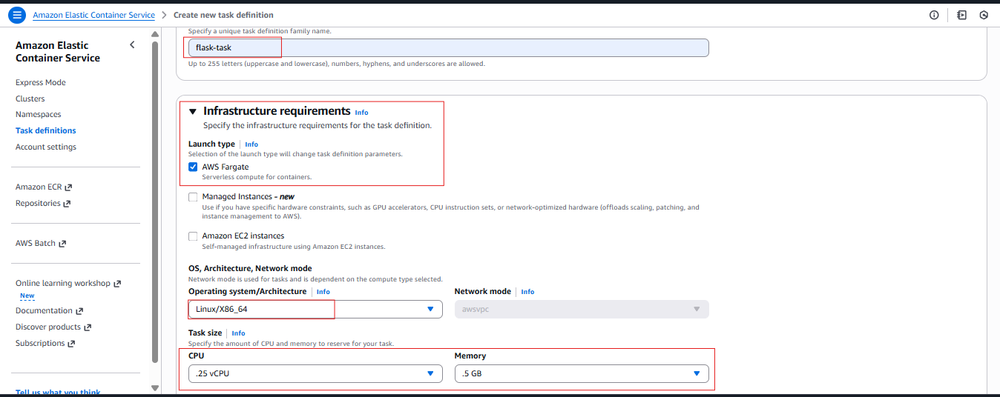 Amazon Elastic Container Service > Create new task definition
Amazon Elastic
Container Service
Express Mode
Clusters
Namespaces
Task definitions
Account settings
Amazon ECR
Repositories
AWS Batch
Online learning workshop
New
Documentation
Discover products
Subscriptions
Tell us what you think
Specify a unique task definition family name.
flask-task
Up to 255 letters (uppercase and lowercase), numbers, hyphens, and underscores are allowed.
Infrastructure requirements Info
Specify the infrastructure requirements for the task definition.
Launch type Info
Selection of the launch type will change task definition parameters.
AWS Fargate
Serverless compute for containers.
Managed Instances - new
Use if you have specific hardware constraints, such as GPU accelerators, CPU instruction sets, or network-optimized hardware (offloads scaling, patching, and
instance management to AWS).
Amazon EC2 instances
Self-managed infrastructure using Amazon EC2 instances.
OS, Architecture, Network mode
Network mode is used for tasks and is dependent on the compute type selected.
Operating system/Architecture Info
Linux/X86_64
Network mode Info
awsvpc
Task size Info
Specify the amount of CPU and memory to reserve for your task.
CPU
.25 vCPU
Memory
.5 GB